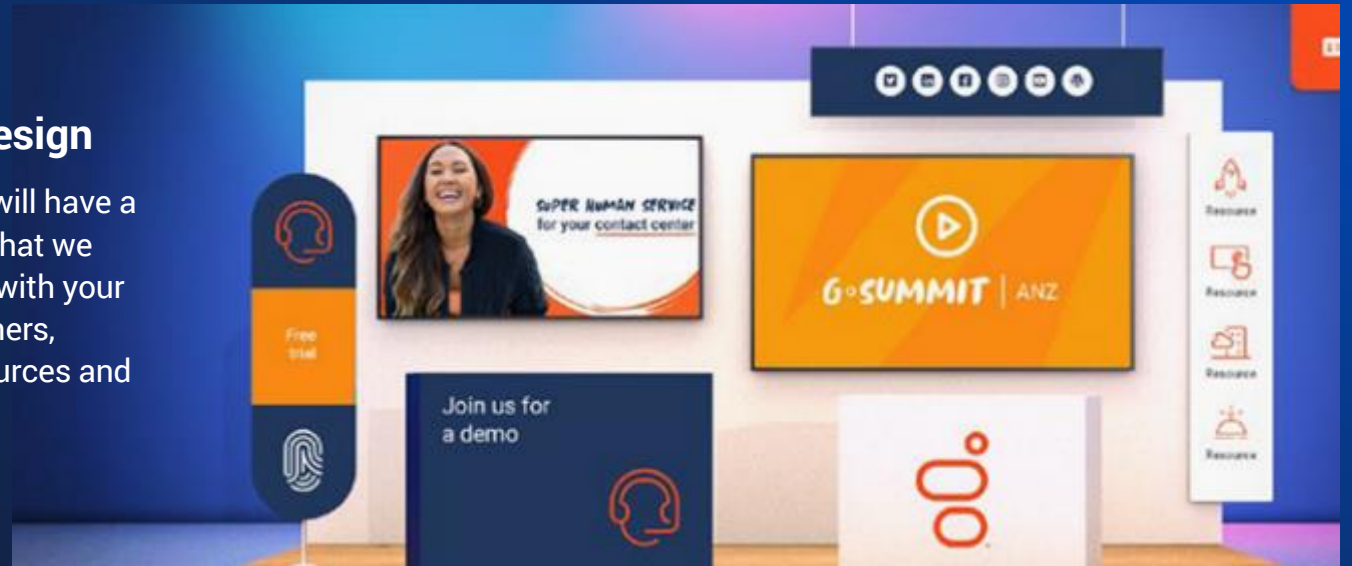 esign
will have a
hat we
with your
ners,
urces and
Free
trial
SUPER HUMAN SERVICE
for your contact center
G SUMMIT | ANZ
Join us for
a demo
Resource
Resource
Resource
Resource